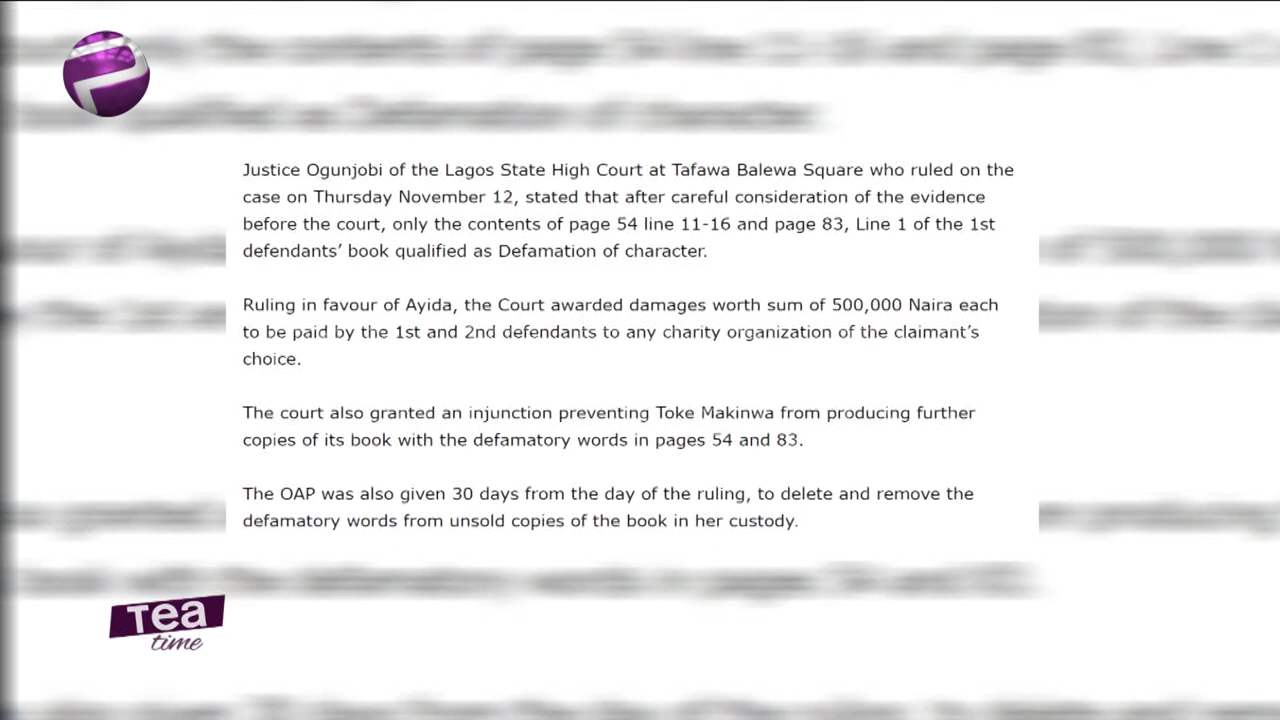 Justice Ogunjobi of the Lagos State High Court at Tafawa Balewa Square who ruled on the
case on Thursday November 12, stated that after careful consideration of the evidence
before the court, only the contents of page 54 line 11-16 and page 83, Line 1 of the 1st
defendants’ book qualified as Defamation of character.
Ruling in favour of Ayida, the Court awarded damages worth sum of 500,000 Naira each
to be paid by the 1st and 2nd defendants to any charity organization of the claimant’s
choice.
The court also granted an injunction preventing Toke Makinwa from producing further
copies of its book with the defamatory words in pages 54 and 83.
The OAP was also given 30 days from the day of the ruling, to delete and remove the
defamatory words from unsold copies of the book in her custody.
Tea
time